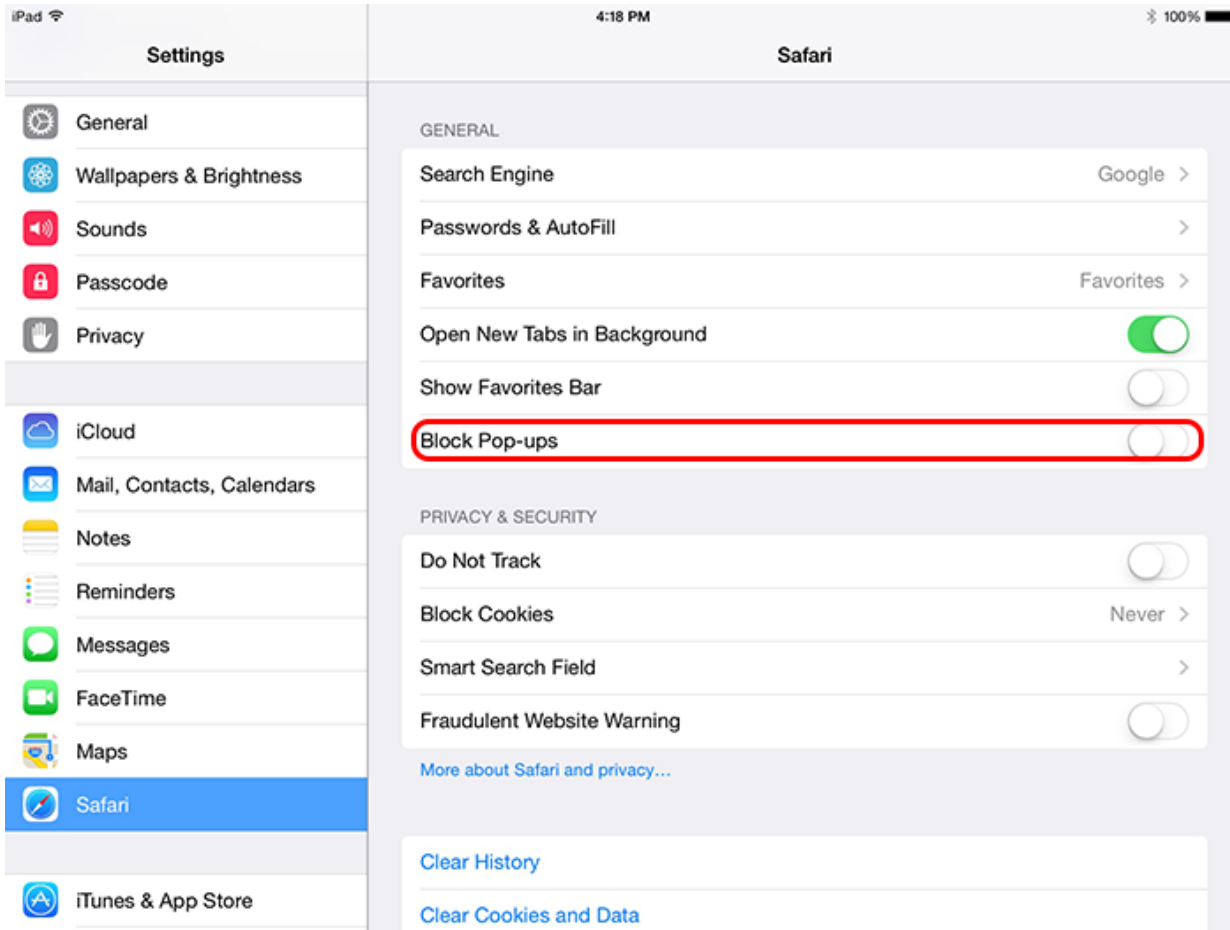 iPad 4:18 PM 100%
Settings
Safari
General
Wallpapers & Brightness
Sounds
Passcode
Privacy
iCloud
Mail, Contacts, Calendars
Notes
Reminders
Messages
FaceTime
Maps
Safari
iTunes & App Store
GENERAL
Search Engine Google
Passwords & AutoFill
Favorites Favorites
Open New Tabs in Background
Show Favorites Bar
Block Pop-ups
PRIVACY & SECURITY
Do Not Track
Block Cookies Never
Smart Search Field
Fraudulent Website Warning
More about Safari and privacy...
Clear History
Clear Cookies and Data